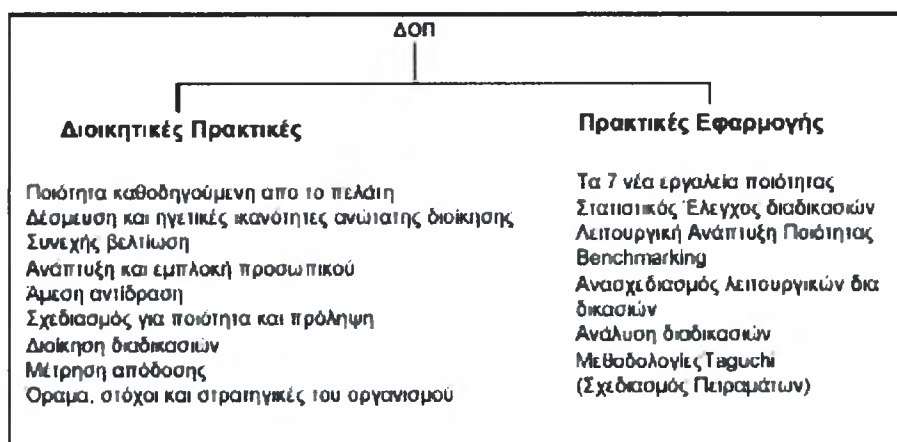 ΔΟΠ
Διοικητικές Πρακτικές
Ποιότητα καθοδηγούμενη απο το πελάτη
Δέσμευση και ηγετικές ικανότητες ανώτατης διοίκησης
Συνεχής βελτίωση
Ανάπτυξη και εμπλοκή προσωπικού
Άμεση αντίδραση
Σχεδιασμός για ποιότητα και πρόληψη
Διοίκηση διαδικασιών
Μέτρηση απόδοσης
Όραμα, στόχοι και στρατηγικές του οργανισμού
Πρακτικές Εφαρμογής
Τα 7 νέα εργαλεία ποιότητας
Στατιστικός Έλεγχος διαδικασιών
Λειτουργική Ανάπτυξη Ποιότητας
Benchmarking
Ανασχεδιασμός λειτουργικών δια
δικασιών
Ανάλυση διαδικασιών
Μεθοδολογίες Taguchi
(Σχεδιασμός Πειραμάτων)